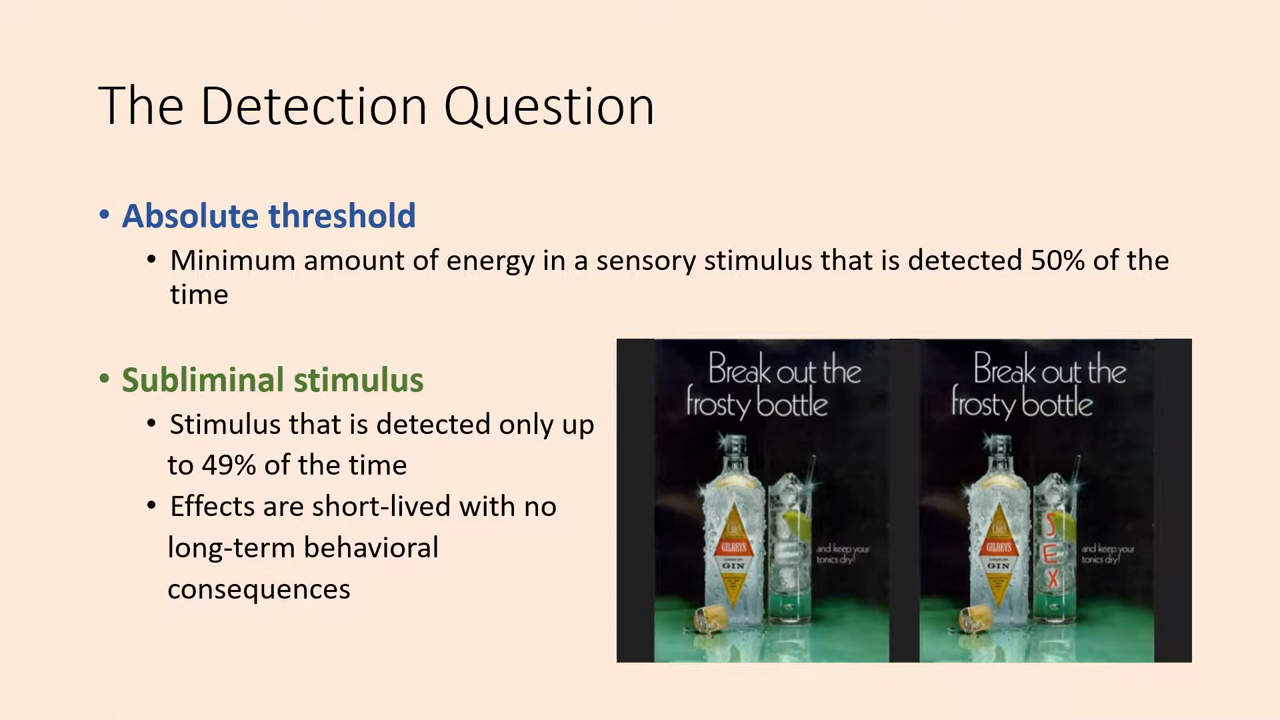 The Detection Question
• Absolute threshold
• Minimum amount of energy in a sensory stimulus that is detected 50% of the
time
• Subliminal stimulus
• Stimulus that is detected only up
to 49% of the time
• Effects are short-lived with no
long-term behavioral
consequences
Break out the
frosty bottle
GILBEYS
GIN
and keep your
tonics dry!
Break out the
frosty bottle
GILBEYS
GIN
SEX
and keep your
tonics dry!